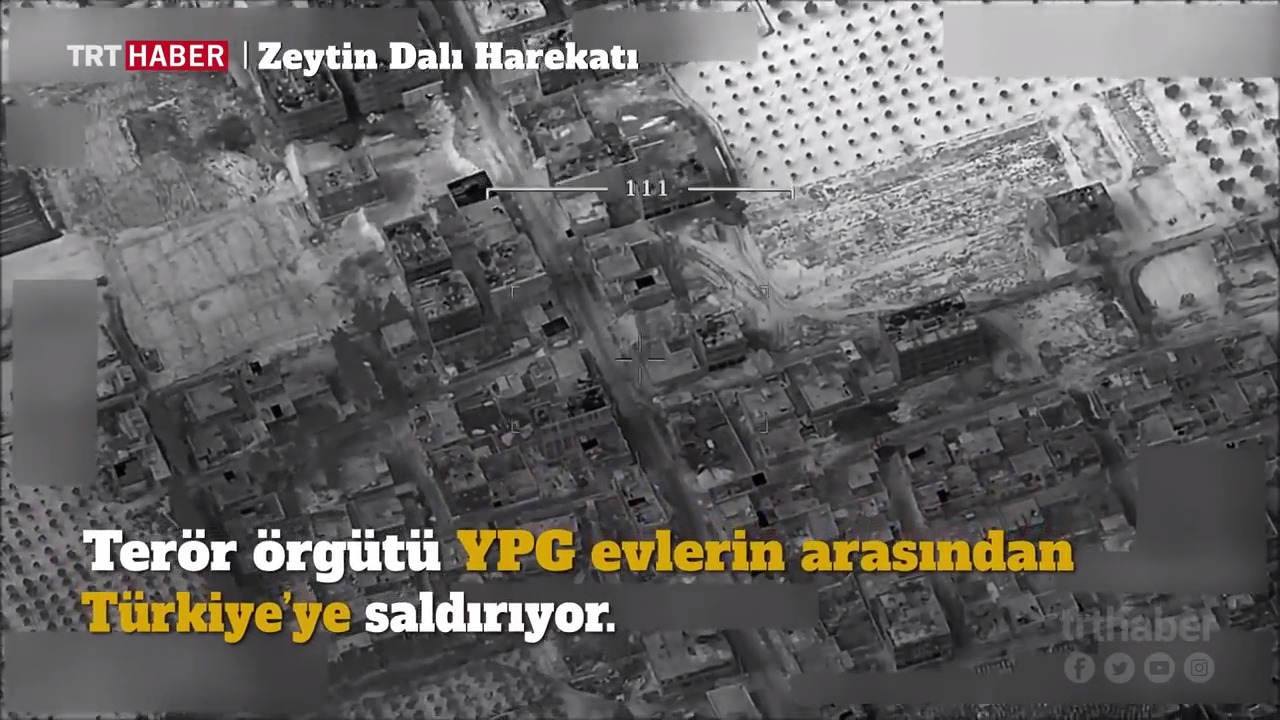 TRT HABER | Zeytin Dalı Harekatı
111
Terör örgütü YPG evlerin arasından
Türkiye'ye saldırıyor.
trthaber